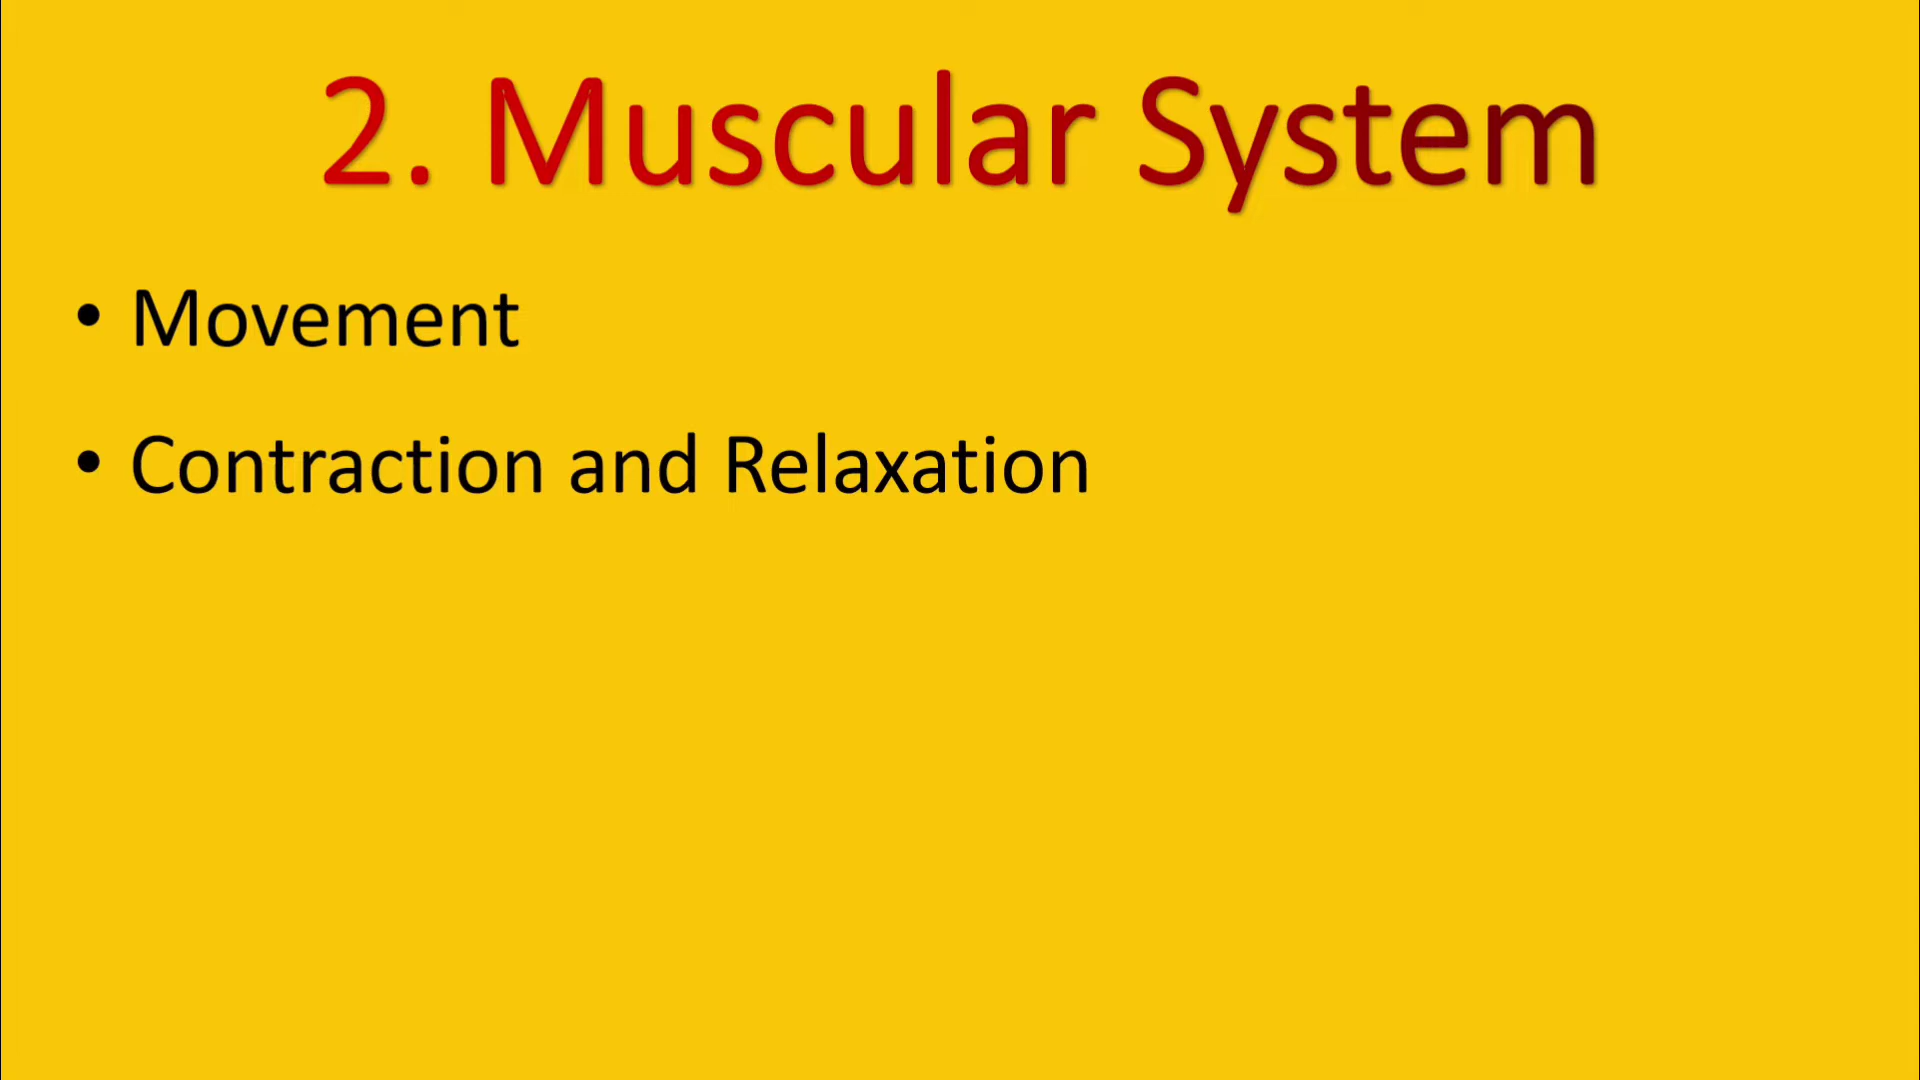 2. Muscular System
• Movement
• Contraction and Relaxation